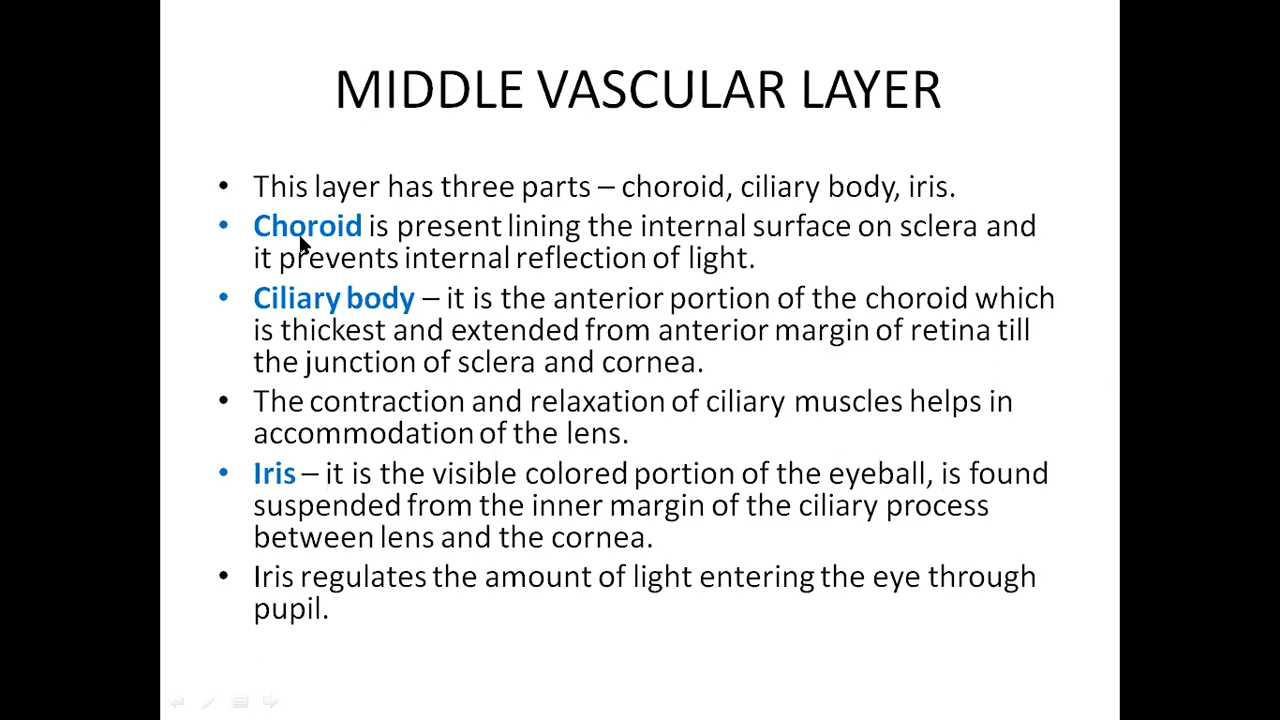 MIDDLE VASCULAR LAYER
• This layer has three parts – choroid, ciliary body, iris.
• Choroid is present lining the internal surface on sclera and
it prevents internal reflection of light.
• Ciliary body – it is the anterior portion of the choroid which
is thickest and extended from anterior margin of retina till
the junction of sclera and cornea.
• The contraction and relaxation of ciliary muscles helps in
accommodation of the lens.
• Iris – it is the visible colored portion of the eyeball, is found
suspended from the inner margin of the ciliary process
between lens and the cornea.
• Iris regulates the amount of light entering the eye through
pupil.